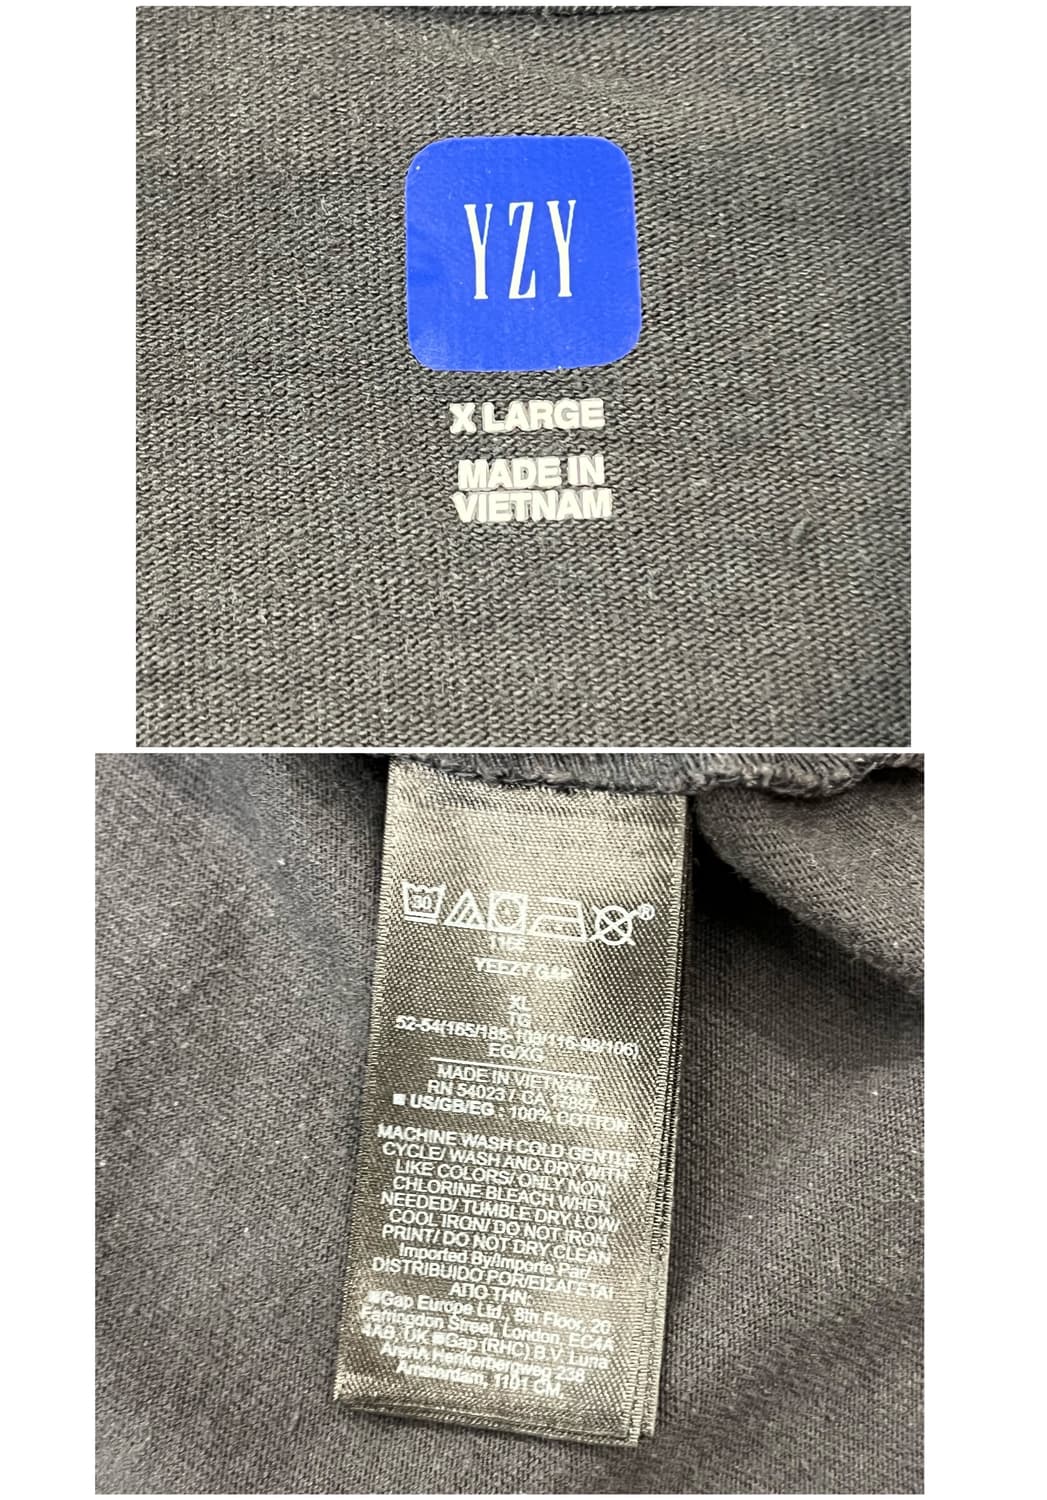 YZY
X LARGE
MADE IN
VIETNAM
30
®
YEEZY GAP
XL
TG
EG/XG
MADE IN VIETNAM
RN 54023 / CA
US/GB/EG : 100% COTTON
MACHINE WASH COLD GENTLE
CYCLE/ WASH AND DRY WITH
LIKE COLORS/ ONLY NON-
CHLORINE BLEACH WHEN
NEEDED/ TUMBLE DRY LOW/
COOL IRON/ DO NOT IRON
PRINT/ DO NOT DRY CLEAN
Imported By/Importe Par/
DISTRIBUIDO POR/ΕΙΣΑΓΕΤΑΙ
ΑΠΟ ΤΗΝ:
Gap Europe Ltd., 8th Floor, 20
Farringdon Street, London, EC4A
4AB, UK Gap (RHC) B.V. Luna
ArenA Herikerbergweg 238
Amsterdam, 1101 CM.